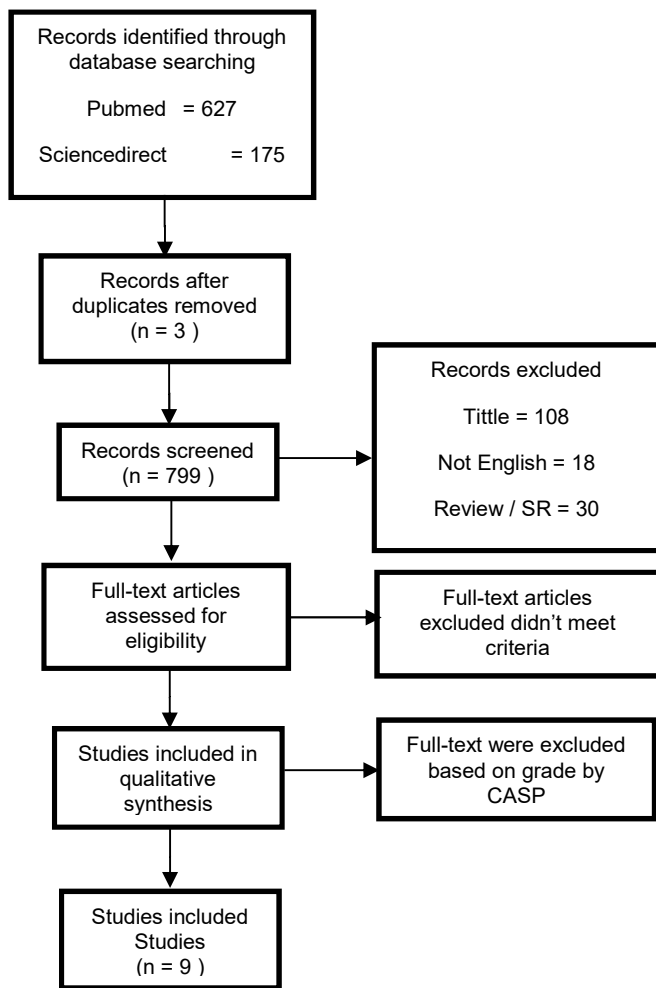 Records identified through
database searching
Pubmed = 627
Sciencedirect = 175
Records after
duplicates removed
(n = 3 )
Records screened
(n = 799 )
Records excluded
Tittle = 108
Not English = 18
Review / SR = 30
Full-text articles
assessed for
eligibility
Full-text articles
excluded didn’t meet
criteria
Studies included in
qualitative
synthesis
Full-text were excluded
based on grade by
CASP
Studies included
Studies
(n = 9 )